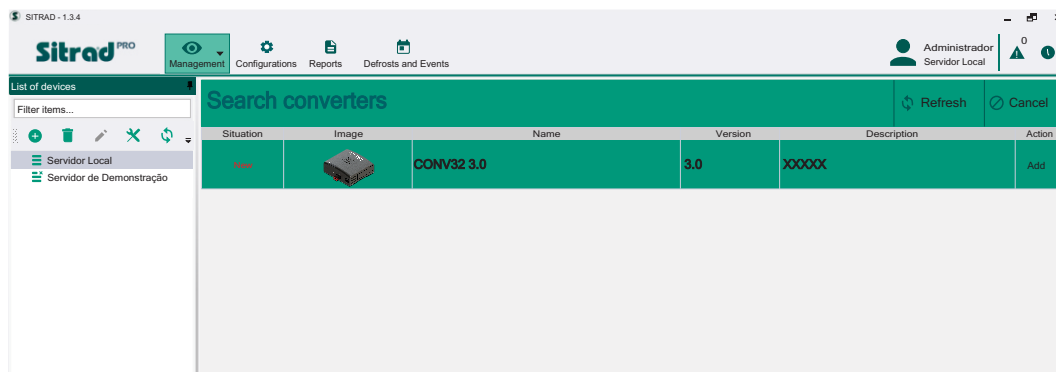 SITRAD - 1.3.4
Sitrad PRO
Management
Configurations
Reports
Defrosts and Events
Administrador
Servidor Local
0
List of devices
Filter items...
Servidor Local
Servidor de Demonstração
Search converters
Refresh
Cancel
Situation Image Name Version Description Action
New CONV32 3.0 3.0 XXXXX Add